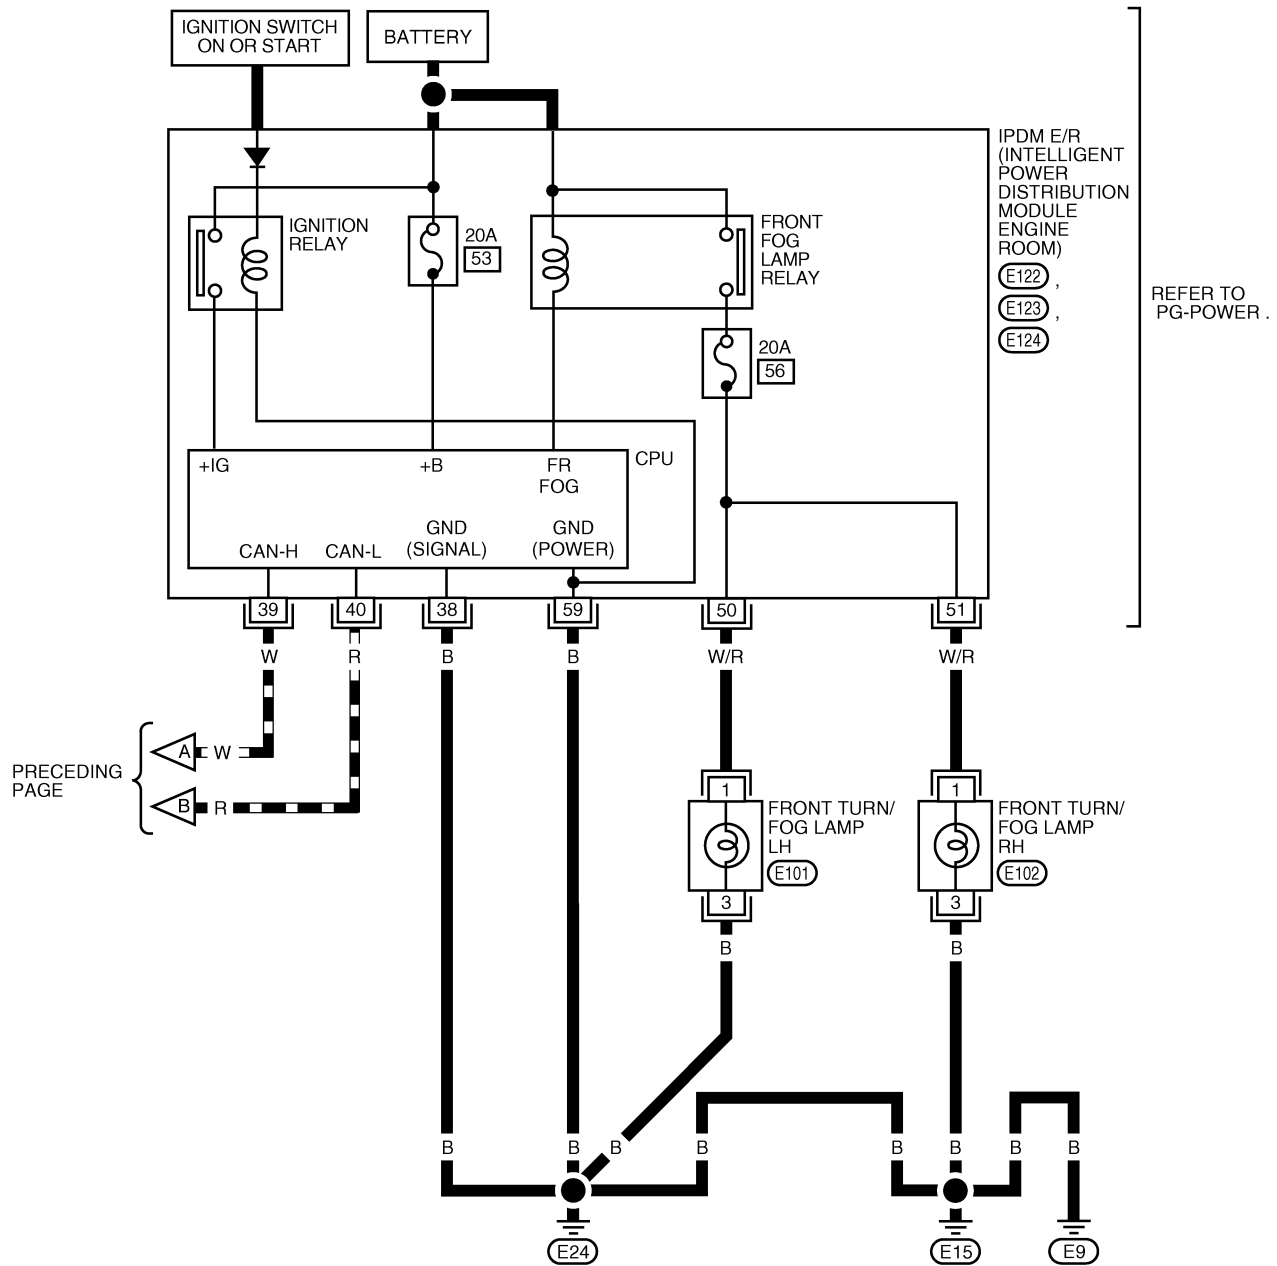 IGNITION SWITCH
ON OR START
BATTERY
IPDM E/R
(INTELLIGENT
POWER
DISTRIBUTION
MODULE
ENGINE
ROOM)
E122 ,
E123 ,
E124
REFER TO
PG-POWER .
IGNITION
RELAY
20A
53
FRONT
FOG
LAMP
RELAY
20A
56
CPU
+IG
+B
FR
FOG
CAN-H
CAN-L
GND
(SIGNAL)
GND
(POWER)
39
40
38
59
50
51
W
R
B
B
W/R
W/R
PRECEDING
PAGE
A
W
B
R
1
FRONT TURN/
FOG LAMP
LH
E101
3
1
FRONT TURN/
FOG LAMP
RH
E102
3
B
B
B
B
B
B
B
B
B
B
E24
E15
E9